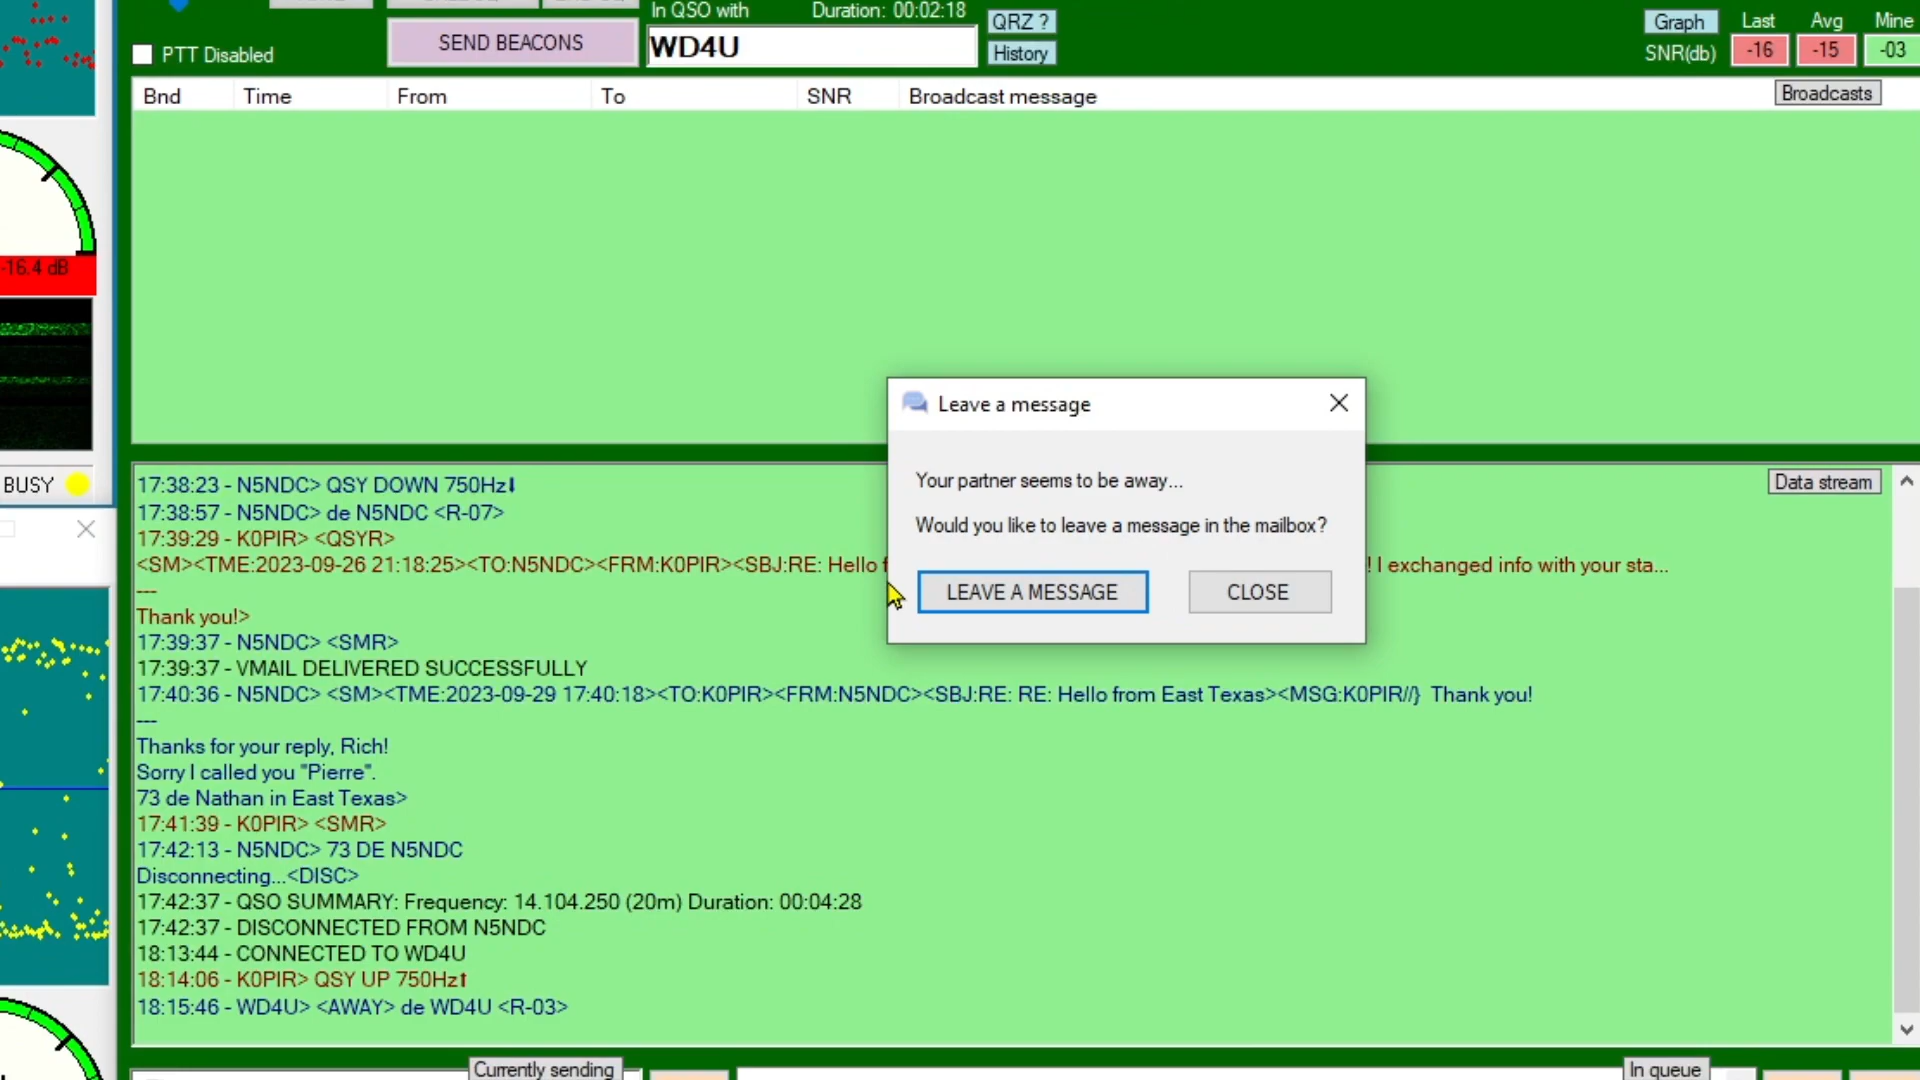 In QSO with
Duration: 00:02:18
QRZ ?
Graph
Last
Avg
Mine
PTT Disabled
SEND BEACONS
WD4U
History
SNR(db)
-16
-15
-03
Bnd
Time
From
To
SNR
Broadcast message
Broadcasts
-16.4 dB
BUSY
Leave a message
Your partner seems to be away...
Would you like to leave a message in the mailbox?
LEAVE A MESSAGE
CLOSE
Data stream
17:38:23 - N5NDC> QSY DOWN 750Hz⬇
17:38:57 - N5NDC> de N5NDC <R-07>
17:39:29 - K0PIR> <QSYR>
<SM><TME:2023-09-26 21:18:25><TO:N5NDC><FRM:K0PIR><SBJ:RE: Hello f
! I exchanged info with your sta...
---
Thank you!>
17:39:37 - N5NDC> <SMR>
17:39:37 - VMAIL DELIVERED SUCCESSFULLY
17:40:36 - N5NDC> <SM><TME:2023-09-29 17:40:18><TO:K0PIR><FRM:N5NDC><SBJ:RE: RE: Hello from East Texas><MSG:K0PIR//} Thank you!
---
Thanks for your reply, Rich!
Sorry I called you "Pierre".
73 de Nathan in East Texas>
17:41:39 - K0PIR> <SMR>
17:42:13 - N5NDC> 73 DE N5NDC
Disconnecting...<DISC>
17:42:37 - QSO SUMMARY: Frequency: 14.104.250 (20m) Duration: 00:04:28
17:42:37 - DISCONNECTED FROM N5NDC
18:13:44 - CONNECTED TO WD4U
18:14:06 - K0PIR> QSY UP 750Hz⬆
18:15:46 - WD4U> <AWAY> de WD4U <R-03>
Currently sending
In queue